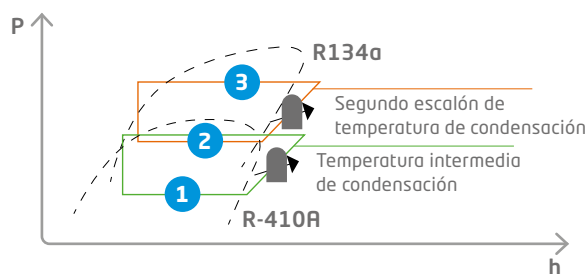 P
R134a
3
Segundo escalón de
temperatura de condensación
2
Temperatura intermedia
de condensación
1
R-410A
h